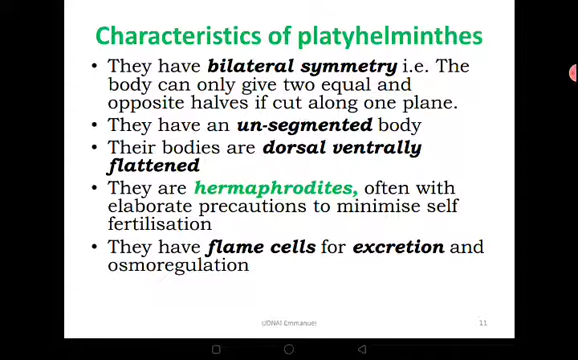 Characteristics of platyhelminthes
• They have bilateral symmetry i.e. The
body can only give two equal and
opposite halves if cut along one plane.
• They have an un-segmented body
• Their bodies are dorsal ventrally
flattened
• They are hermaphrodites, often with
elaborate precautions to minimise self
fertilisation
• They have flame cells for excretion and
osmoregulation
Emmanuel
11